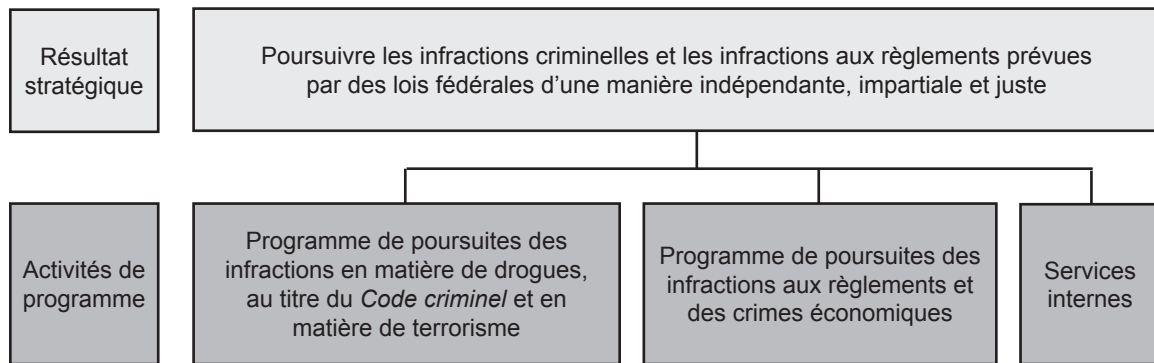 Résultat
stratégique
Poursuivre les infractions criminelles et les infractions aux règlements prévues
par des lois fédérales d’une manière indépendante, impartiale et juste
Activités de
programme
Programme de poursuites des
infractions en matière de drogues,
au titre du Code criminel et en
matière de terrorisme
Programme de poursuites des
infractions aux règlements et
des crimes économiques
Services
internes